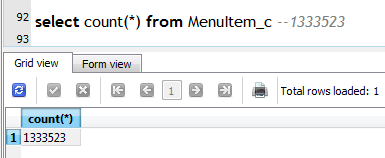 92 select count(*) from MenuItem_c --1333523
93
Grid view Form view
1 Total rows loaded: 1
count(*)
1 1333523